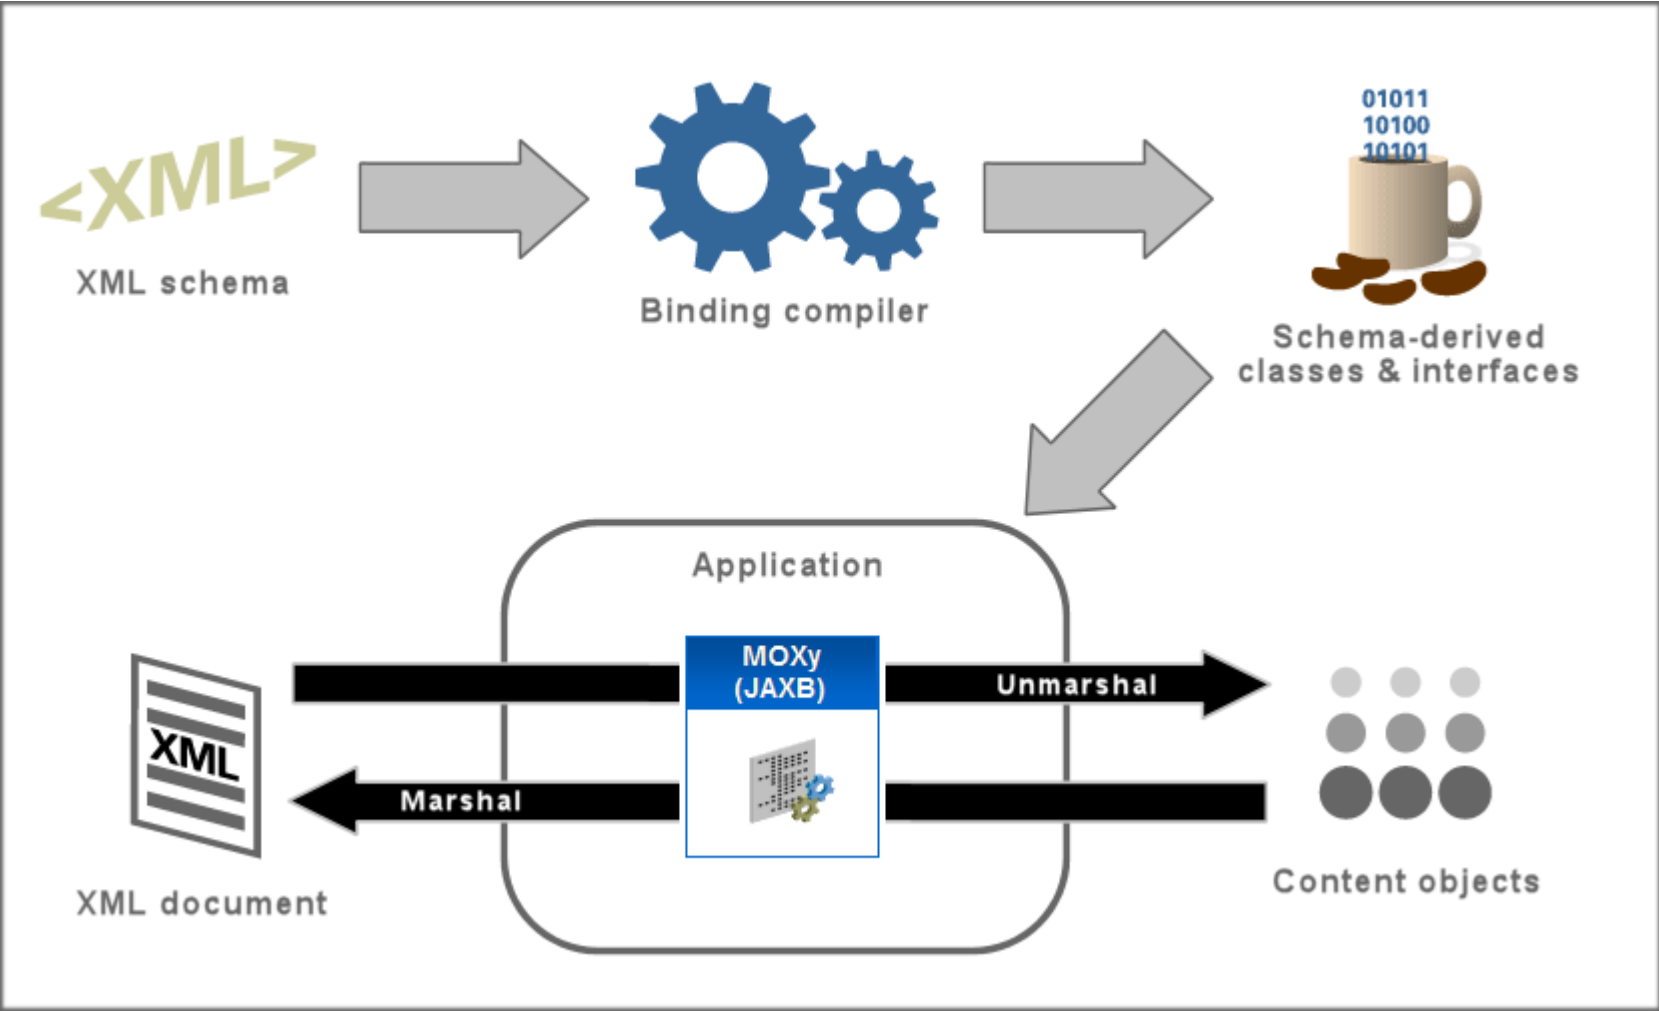 <XML>
XML schema
Binding compiler
01011
10100
10101
Schema-derived
classes & interfaces
Application
MOXy
(JAXB)
Unmarshal
Marshal
XML
XML document
Content objects